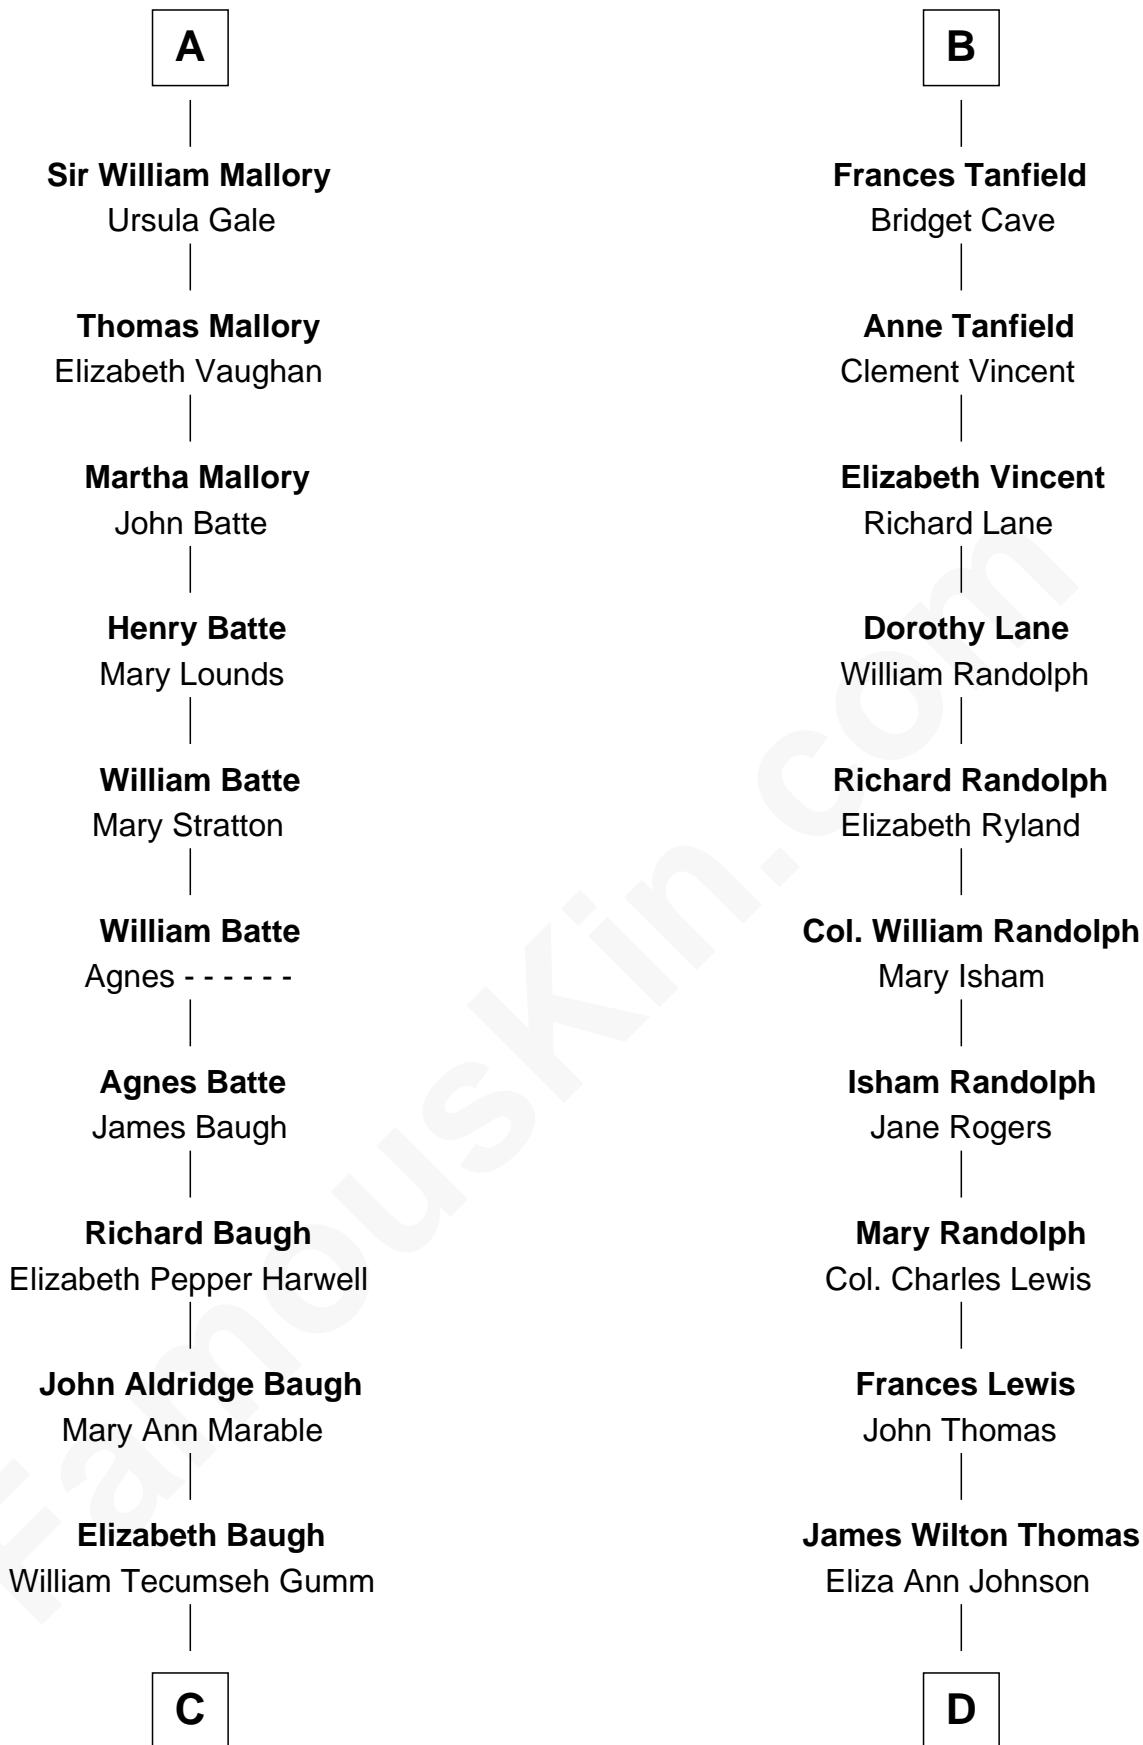 A
Sir William Mallory
Ursula Gale
Thomas Mallory
Elizabeth Vaughan
Martha Mallory
John Batte
Henry Batte
Mary Lounds
William Batte
Mary Stratton
William Batte
Agnes - - - - - -
Agnes Batte
James Baugh
Richard Baugh
Elizabeth Pepper Harwell
John Aldridge Baugh
Mary Ann Marable
Elizabeth Baugh
William Tecumseh Gumm
C
B
Frances Tanfield
Bridget Cave
Anne Tanfield
Clement Vincent
Elizabeth Vincent
Richard Lane
Dorothy Lane
William Randolph
Richard Randolph
Elizabeth Ryland
Col. William Randolph
Mary Isham
Isham Randolph
Jane Rogers
Mary Randolph
Col. Charles Lewis
Frances Lewis
John Thomas
James Wilton Thomas
Eliza Ann Johnson
D
FamousKin.com